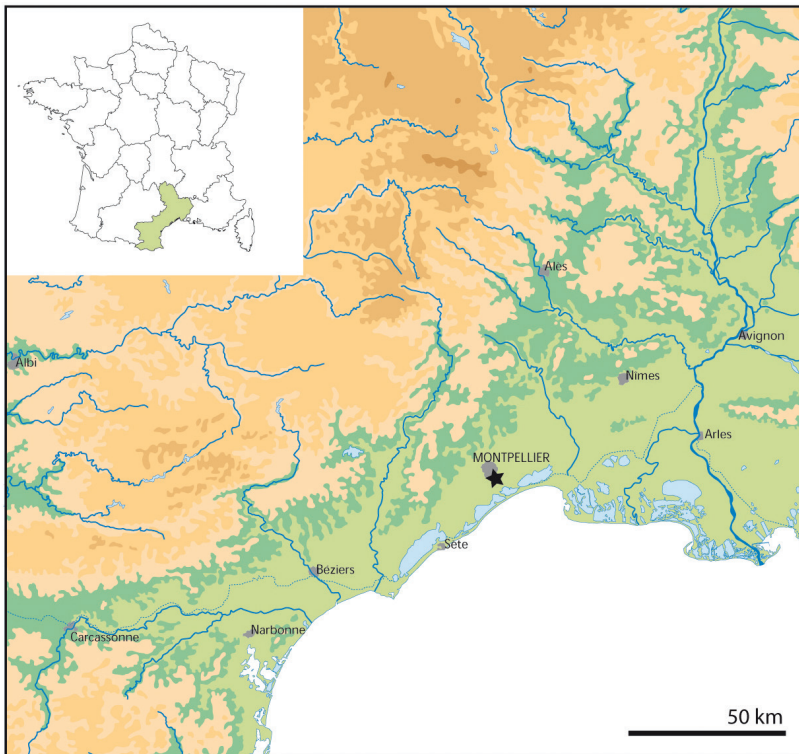 Ales
Avignon
Albi
Nimes
Arles
MONTPELLIER
Sète
Béziers
Carcassonne
Narbonne
50 km